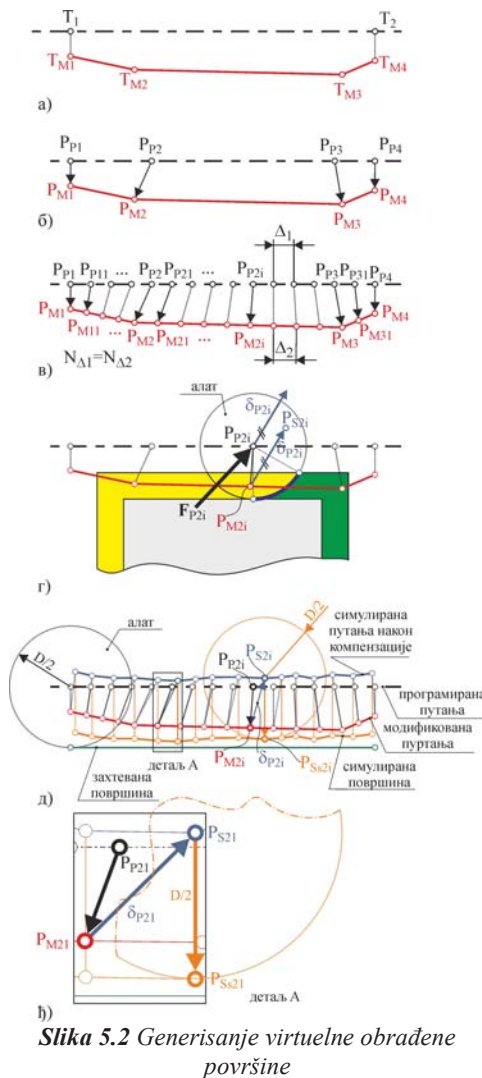 T1 T2
TM1 TM2 TM3 TM4
а)
PP1 PP2 PP3 PP4
PM1 PM2 PM3 PM4
б)
Δ1
PP1 PP11 ... PP2 PP21 ... PP2i PP3 PP31 PP4
PM1 PM11 ... PM2 PM21 ... PM2i PM3 PM31 PM4
NΔ1=NΔ2 Δ2
в)
алат
δP2i
PP2i PS2i
δP2i
PM2i
FP2i
г)
алат
D/2
симулирана
путања након
компензације
PP2i PS2i
D/2
програмирана
путања
модификована
пуртања
PM2i δP2i PSs2i
захтевана
површина
детаљ А
симулирана
површина
д)
PS21
PP21
δP21 D/2
PM21
PSs21
детаљ А
ђ)
Slika 5.2 Generisanje virtuelne obrađene
površine